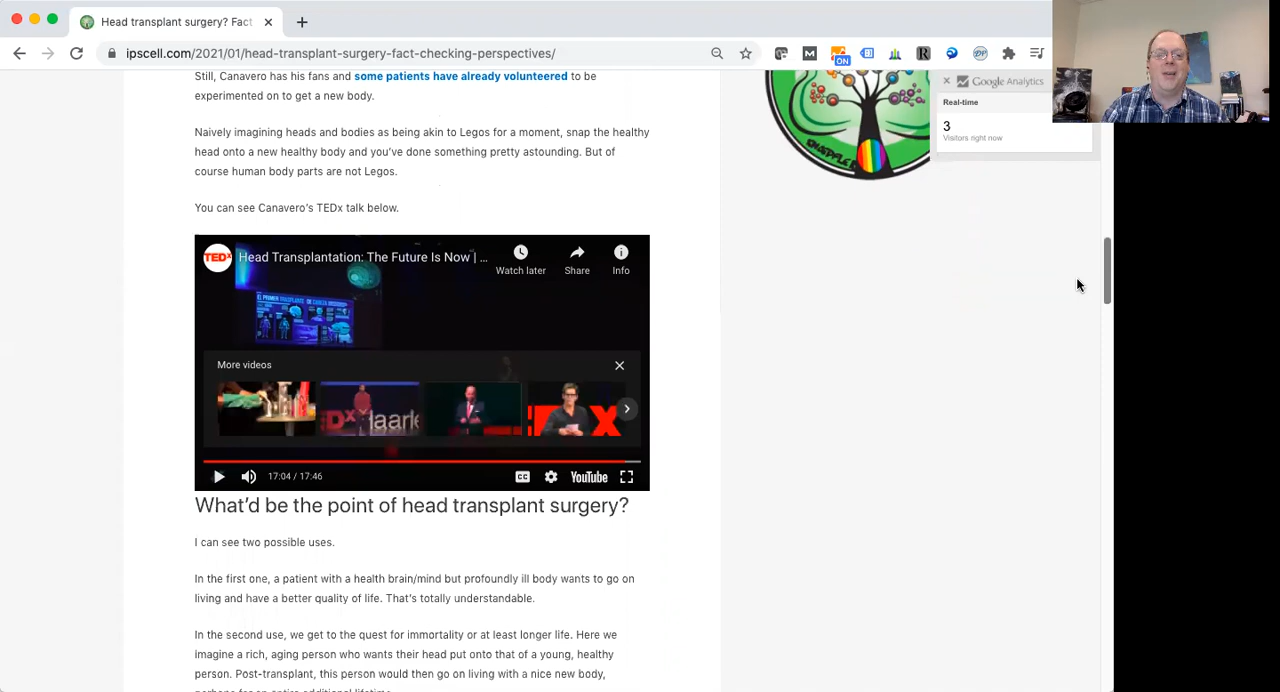 Head transplant surgery? Fact
ipscell.com/2021/01/head-transplant-surgery-fact-checking-perspectives/
ON
Still, Canavero has his fans and some patients have already volunteered to be
experimented on to get a new body.
Naively imagining heads and bodies as being akin to Legos for a moment, snap the healthy
head onto a new healthy body and you've done something pretty astounding. But of
course human body parts are not Legos.
You can see Canavero's TEDx talk below.
TEDx
Head Transplantation: The Future Is Now | ...
Watch later
Share
Info
More videos
17:04 / 17:46
CC
YouTube
What'd be the point of head transplant surgery?
I can see two possible uses.
In the first one, a patient with a health brain/mind but profoundly ill body wants to go on
living and have a better quality of life. That's totally understandable.
In the second use, we get to the quest for immortality or at least longer life. Here we
imagine a rich, aging person who wants their head put onto that of a young, healthy
person. Post-transplant, this person would then go on living with a nice new body,
Google Analytics
Real-time
3
Visitors right now